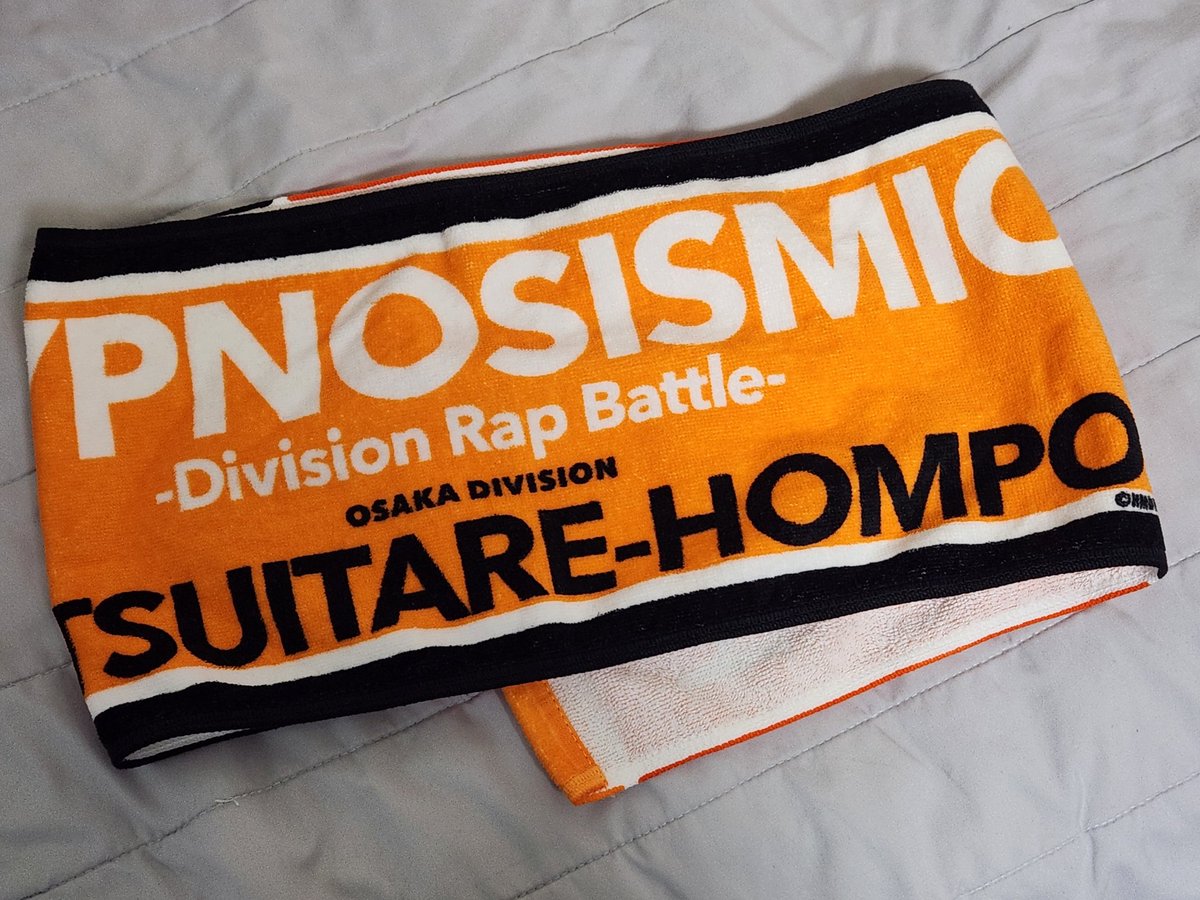 YPNOSISMIC
-Division Rap Battle-
OSAKA DIVISION
TSUITARE-HOMPO